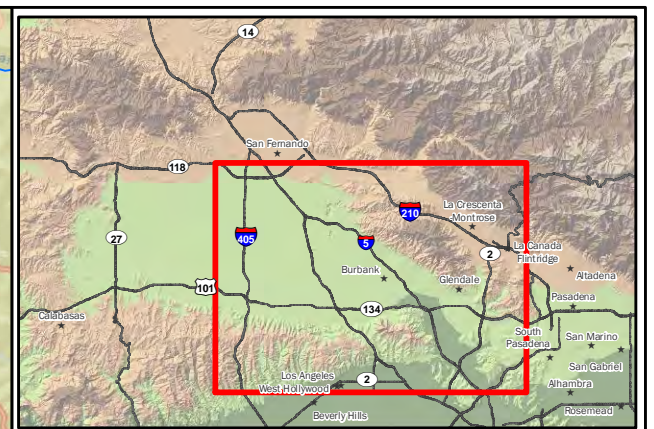 14
San Fernando
118
210
La Crescenta
-Montrose
27
405
5
2
La Canada
Flintridge
Burbank
Glendale
Altadena
101
Pasadena
134
Calabasas
South
Pasadena
San Marino
San Gabriel
Los Angeles
West Hollywood
2
Alhambra
Beverly Hills
Rosemead